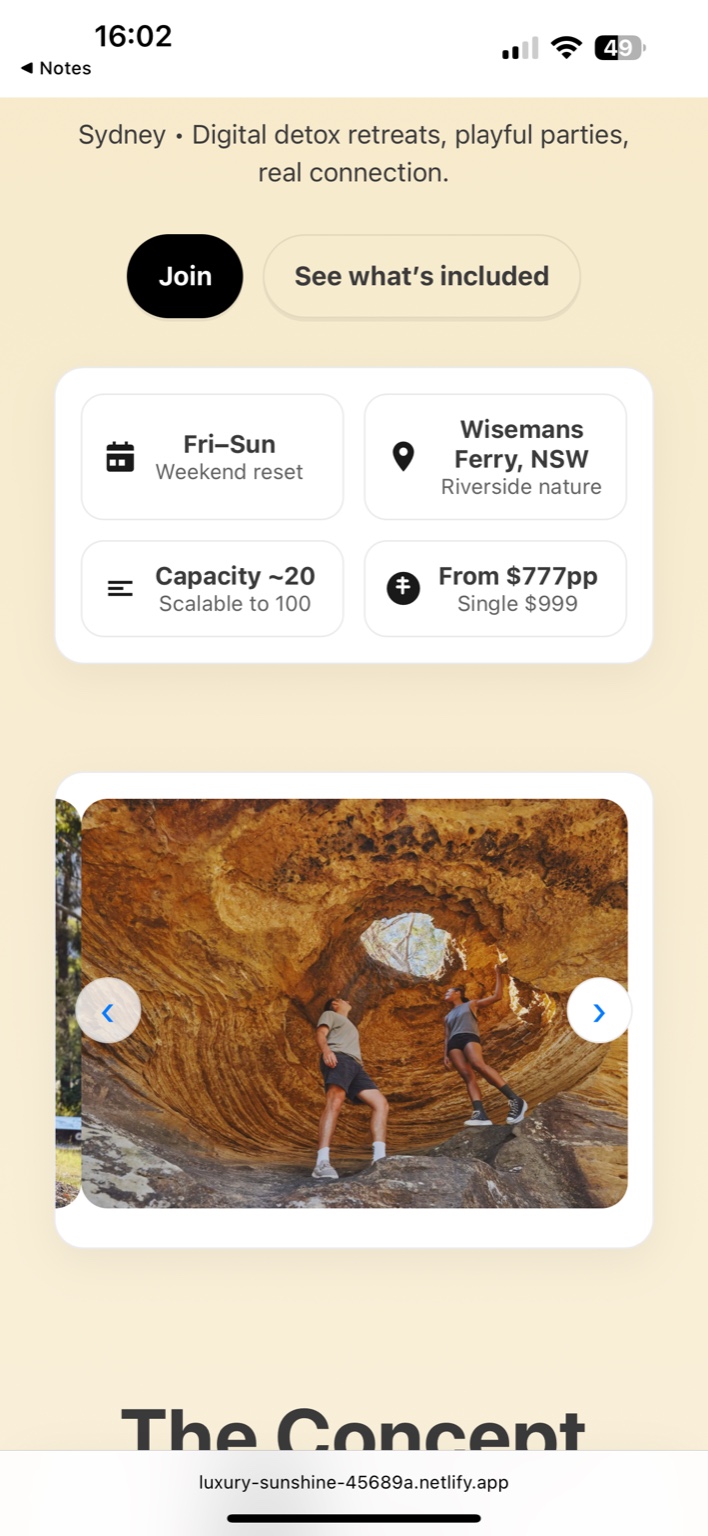 16:02
49
◀ Notes
Sydney • Digital detox retreats, playful parties,
real connection.
Join
See what’s included
Fri–Sun
Weekend reset
Wisemans
Ferry, NSW
Riverside nature
Capacity ~20
Scalable to 100
From $777pp
Single $999
‹
›
The Concept
luxury-sunshine-45689a.netlify.app